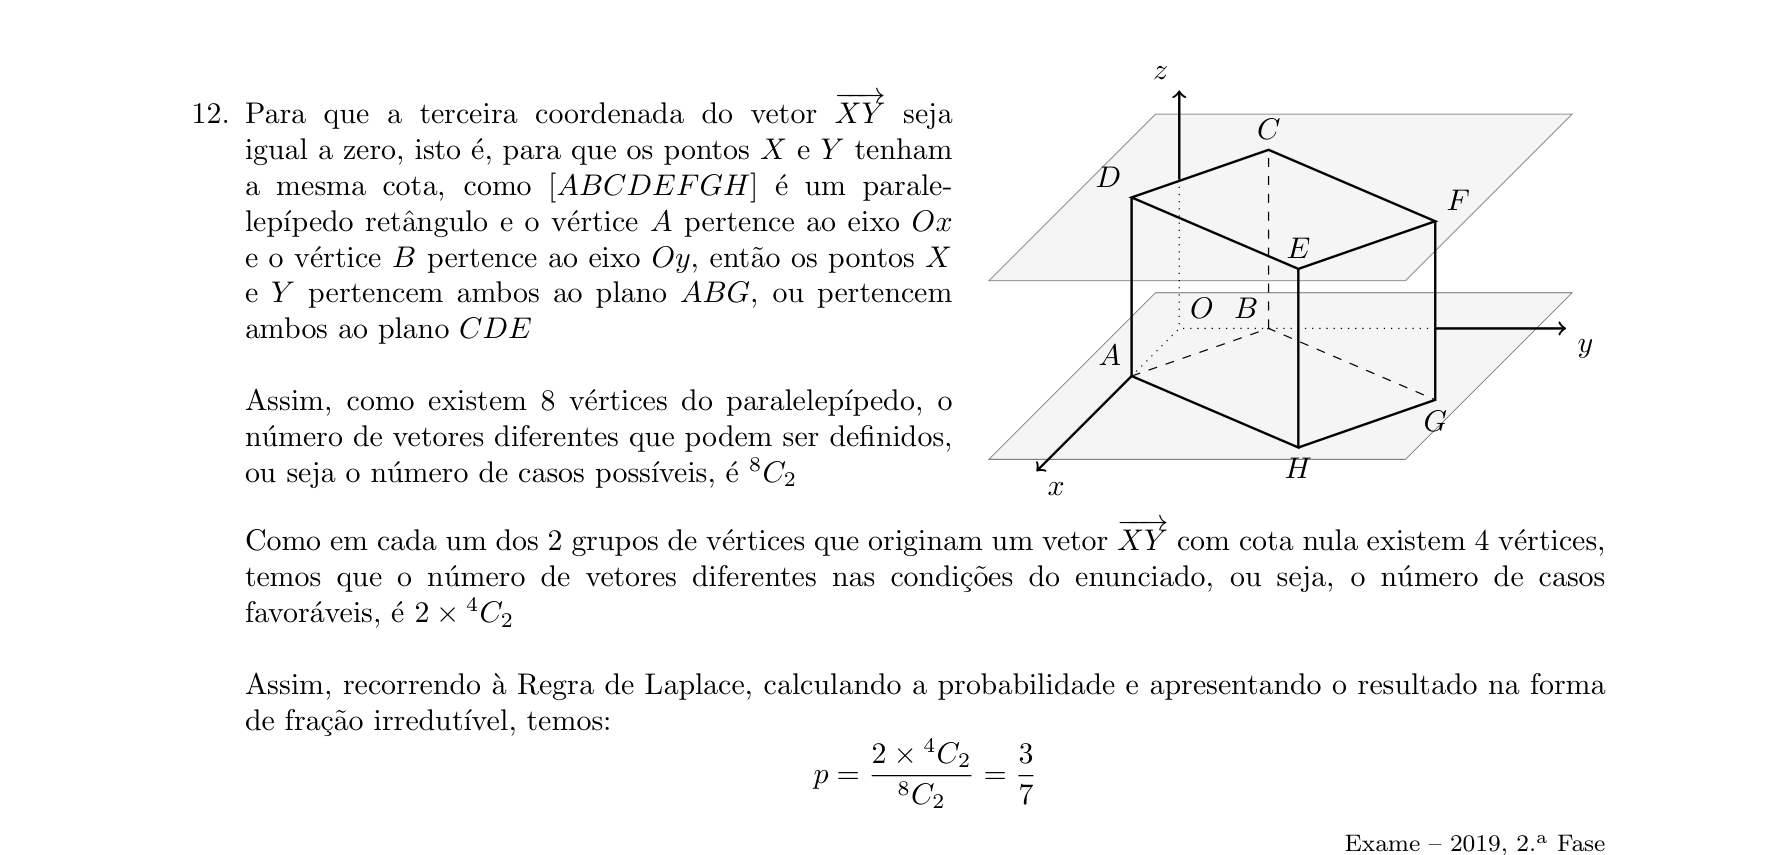 12. Para que a terceira coordenada do vetor $\overrightarrow{XY}$ seja
igual a zero, isto é, para que os pontos X e Y tenham
a mesma cota, como [ABCDEFGH] é um parale-
lepípedo retângulo e o vértice A pertence ao eixo Ox
e o vértice B pertence ao eixo Oy, então os pontos X
e Y pertencem ambos ao plano ABG, ou pertencem
ambos ao plano CDE
Assim, como existem 8 vértices do paralelepípedo, o
número de vetores diferentes que podem ser definidos,
ou seja o número de casos possíveis, é $^8C_2$
z
C
D
F
E
O
B
y
A
G
H
x
Como em cada um dos 2 grupos de vértices que originam um vetor $\overrightarrow{XY}$ com cota nula existem 4 vértices,
temos que o número de vetores diferentes nas condições do enunciado, ou seja, o número de casos
favoráveis, é $2 \times {}^4C_2$
Assim, recorrendo à Regra de Laplace, calculando a probabilidade e apresentando o resultado na forma
de fração irredutível, temos:
$p = \frac{2 \times {}^4C_2}{^8C_2} = \frac{3}{7}$
Exame – 2019, 2.ª Fase